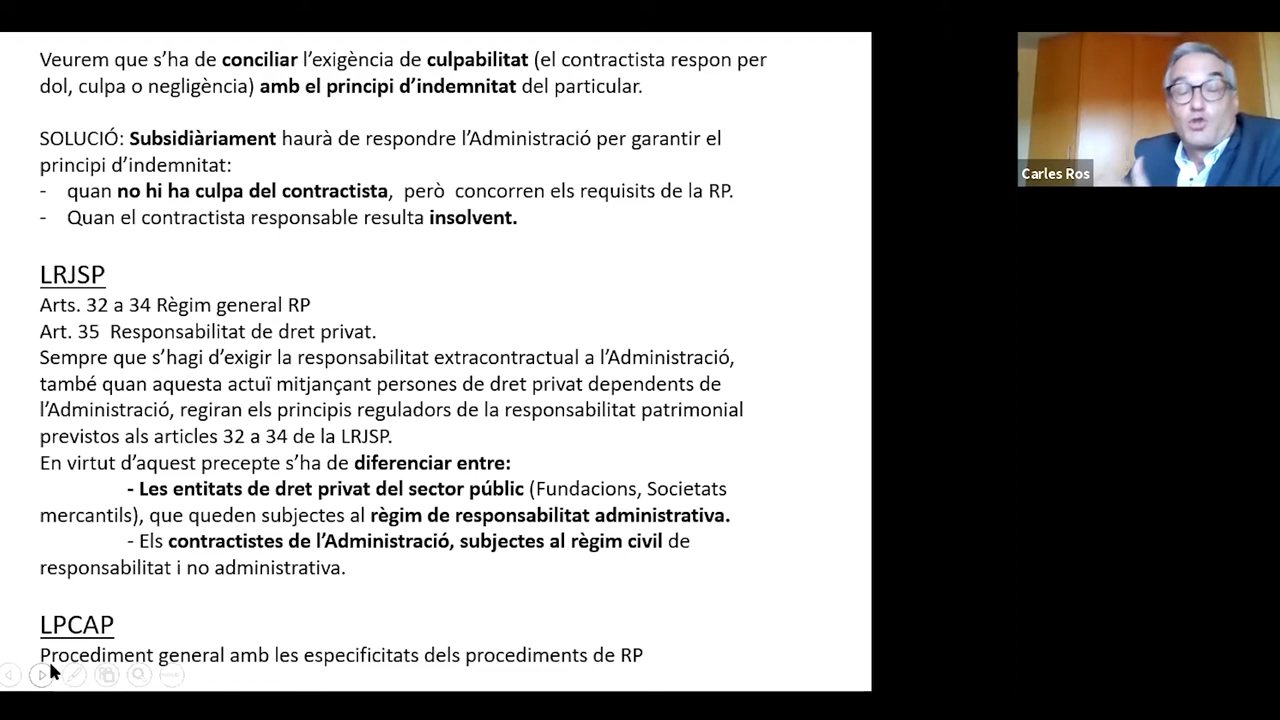 Veurem que s’ha de conciliar l’exigència de culpabilitat (el contractista respon per
dol, culpa o negligència) amb el principi d’indemnitat del particular.
SOLUCIÓ: Subsidiàriament haurà de respondre l’Administració per garantir el
principi d’indemnitat:
- quan no hi ha culpa del contractista, però concorren els requisits de la RP.
- Quan el contractista responsable resulta insolvent.
LRJSP
Arts. 32 a 34 Règim general RP
Art. 35 Responsabilitat de dret privat.
Sempre que s’hagi d’exigir la responsabilitat extracontractual a l’Administració,
també quan aquesta actuï mitjançant persones de dret privat dependents de
l’Administració, regiran els principis reguladors de la responsabilitat patrimonial
previstos als articles 32 a 34 de la LRJSP.
En virtut d’aquest precepte s’ha de diferenciar entre:
- Les entitats de dret privat del sector públic (Fundacions, Societats
mercantils), que queden subjectes al règim de responsabilitat administrativa.
- Els contractistes de l’Administració, subjectes al règim civil de
responsabilitat i no administrativa.
LPCAP
Procediment general amb les especificitats dels procediments de RP
Carles Ros